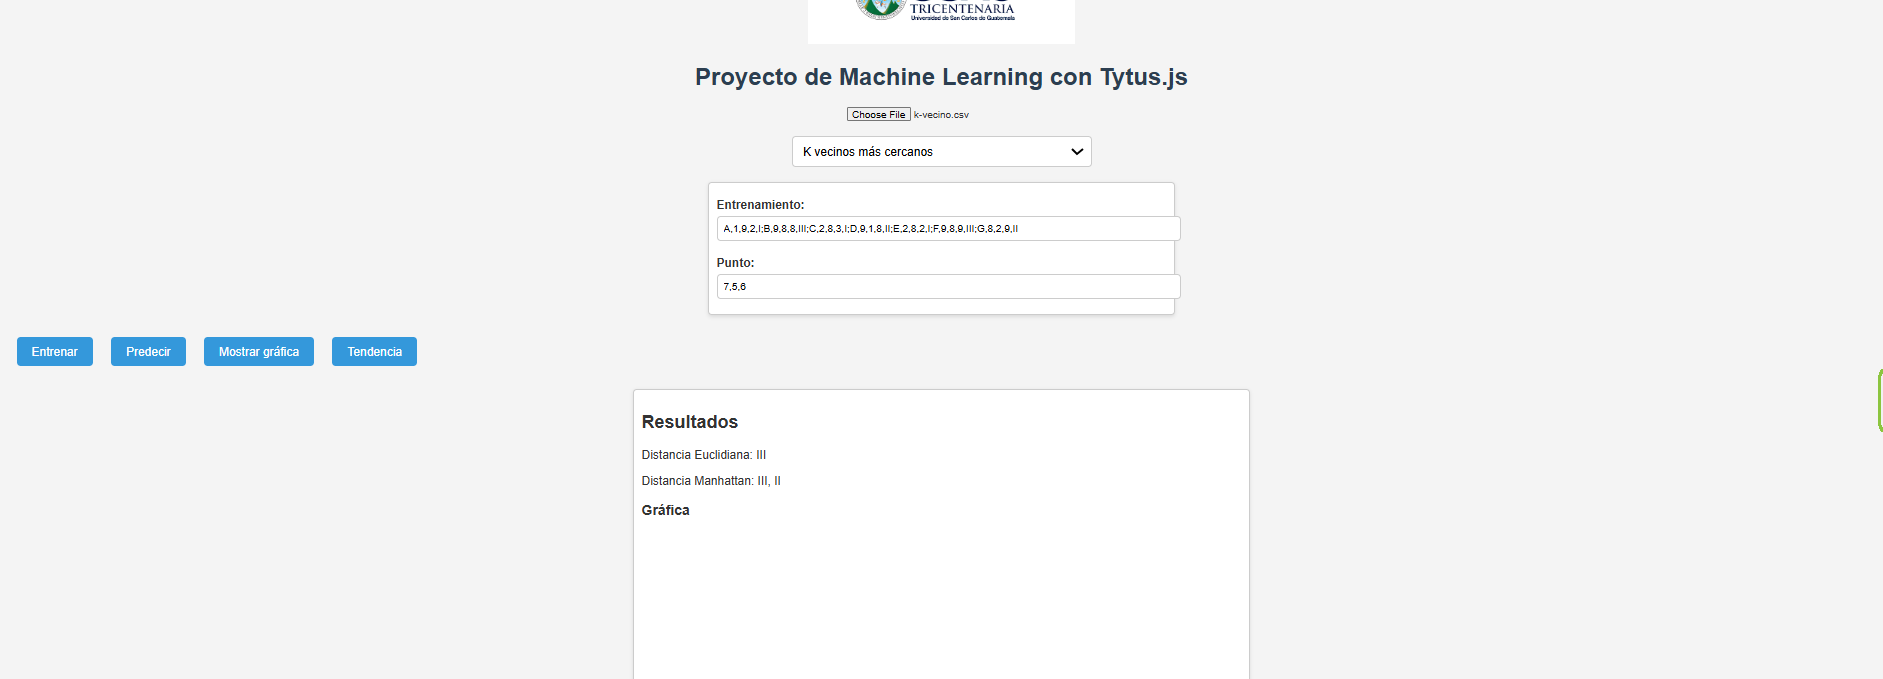 TRICENTENARIA
Universidad de San Carlos de Guatemala
Proyecto de Machine Learning con Tytus.js
Choose File k-vecino.csv
K vecinos más cercanos
Entrenamiento:
A,1,9,2,I;B,9,8,8,III;C,2,8,3,I;D,9,1,8,II;E,2,8,2,I;F,9,8,9,III;G,8,2,9,II
Punto:
7,5,6
Entrenar Predecir Mostrar gráfica Tendencia
Resultados
Distancia Euclidiana: III
Distancia Manhattan: III, II
Gráfica